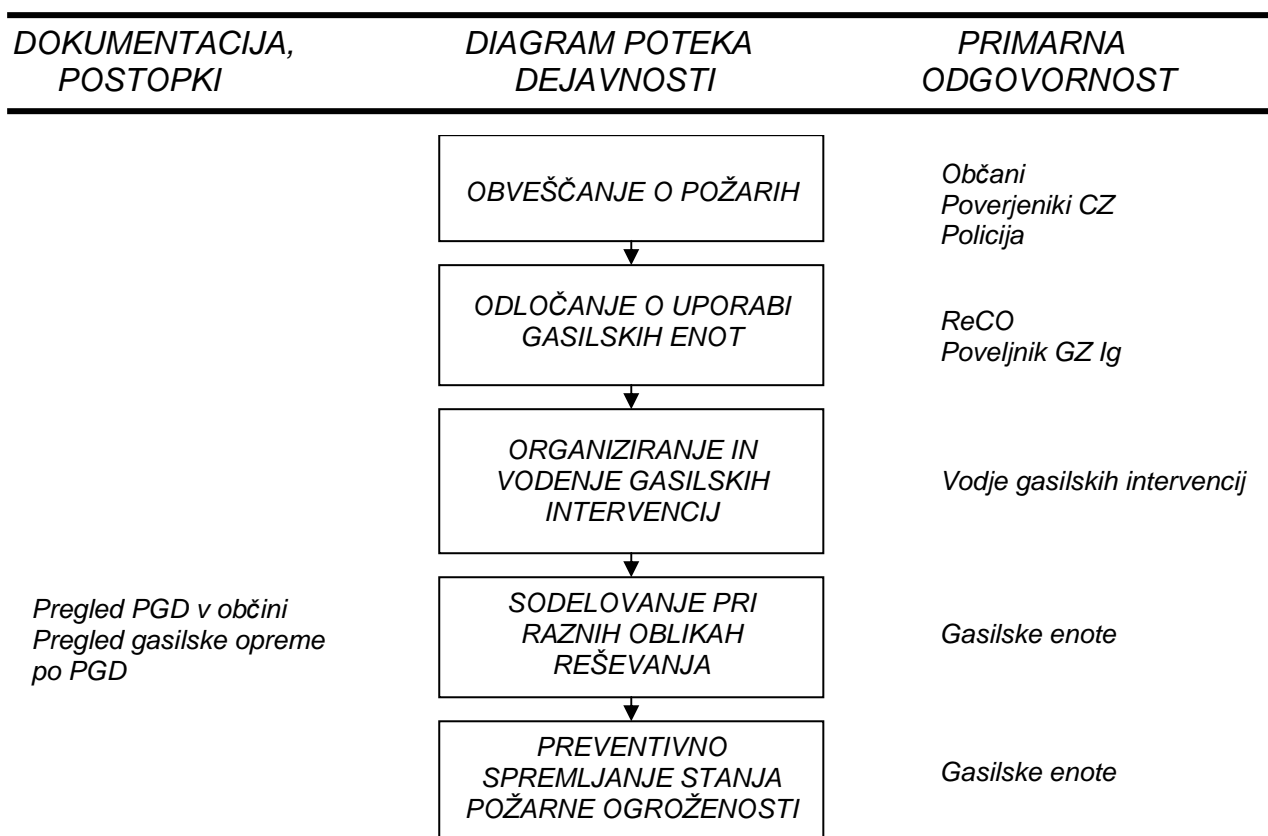 DOKUMENTACIJA,
POSTOPKI
DIAGRAM POTEKA
DEJAVNOSTI
PRIMARNA
ODGOVORNOST
OBVEŠČANJE O POŽARIH
Občani
Poverjeniki CZ
Policija
ODLOČANJE O UPORABI
GASILSKIH ENOT
ReCO
Poveljnik GZ Ig
ORGANIZIRANJE IN
VODENJE GASILSKIH
INTERVENCIJ
Vodje gasilskih intervencij
Pregled PGD v občini
Pregled gasilske opreme
po PGD
SODELOVANJE PRI
RAZNIH OBLIKAH
REŠEVANJA
Gasilske enote
PREVENTIVNO
SPREMLJANJE STANJA
POŽARNE OGROŽENOSTI
Gasilske enote